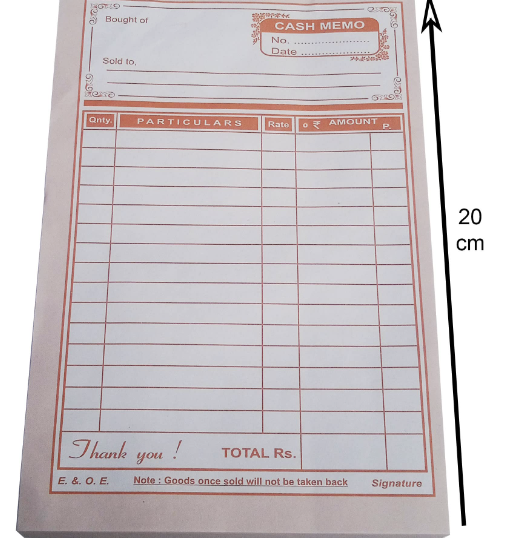 Bought of
CASH MEMO
No. ........................
Date .....................
Sold to.
Qnty. PARTICULARS Rate ₹ AMOUNT P.
Thank you ! TOTAL Rs.
E. &. O. E. Note : Goods once sold will not be taken back Signature
20
cm